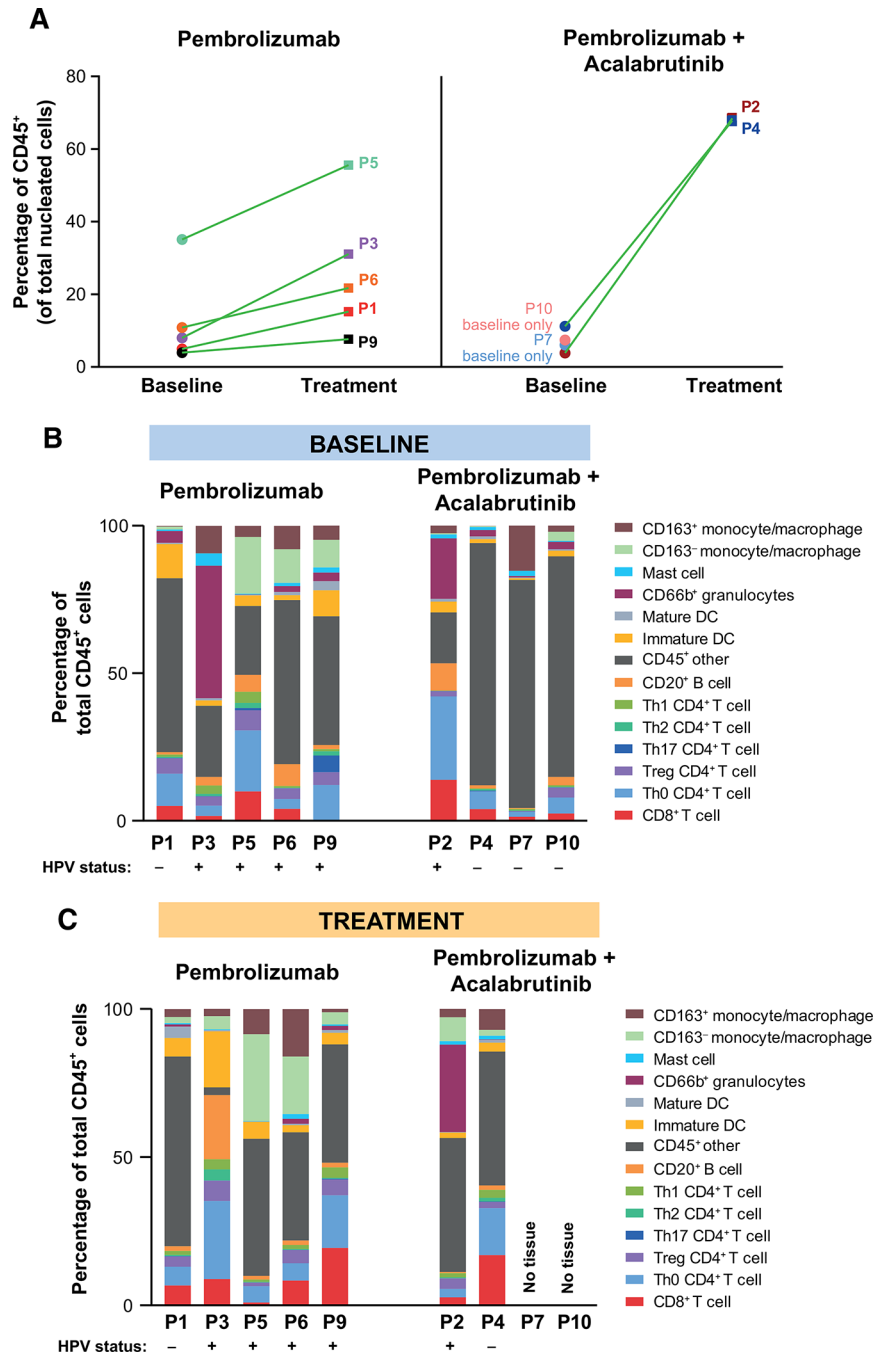 A
Pembrolizumab
Pembrolizumab +
Acalabrutinib
Percentage of CD45⁺
(of total nucleated cells)
80
60
40
20
0
P5
P3
P6
P1
P9
P2
P4
P10
baseline only
P7
baseline only
Baseline
Treatment
Baseline
Treatment
B
BASELINE
Pembrolizumab
Pembrolizumab +
Acalabrutinib
Percentage of
total CD45⁺ cells
100
50
0
CD163⁺ monocyte/macrophage
CD163⁻ monocyte/macrophage
Mast cell
CD66b⁺ granulocytes
Mature DC
Immature DC
CD45⁺ other
CD20⁺ B cell
Th1 CD4⁺ T cell
Th2 CD4⁺ T cell
Th17 CD4⁺ T cell
Treg CD4⁺ T cell
Th0 CD4⁺ T cell
CD8⁺ T cell
P1 P3 P5 P6 P9 P2 P4 P7 P10
HPV status: – + + + + + – – –
C
TREATMENT
Pembrolizumab
Pembrolizumab +
Acalabrutinib
Percentage of total CD45⁺ cells
100
50
0
No tissue
No tissue
CD163⁺ monocyte/macrophage
CD163⁻ monocyte/macrophage
Mast cell
CD66b⁺ granulocytes
Mature DC
Immature DC
CD45⁺ other
CD20⁺ B cell
Th1 CD4⁺ T cell
Th2 CD4⁺ T cell
Th17 CD4⁺ T cell
Treg CD4⁺ T cell
Th0 CD4⁺ T cell
CD8⁺ T cell
P1 P3 P5 P6 P9 P2 P4 P7 P10
HPV status: – + + + + + –